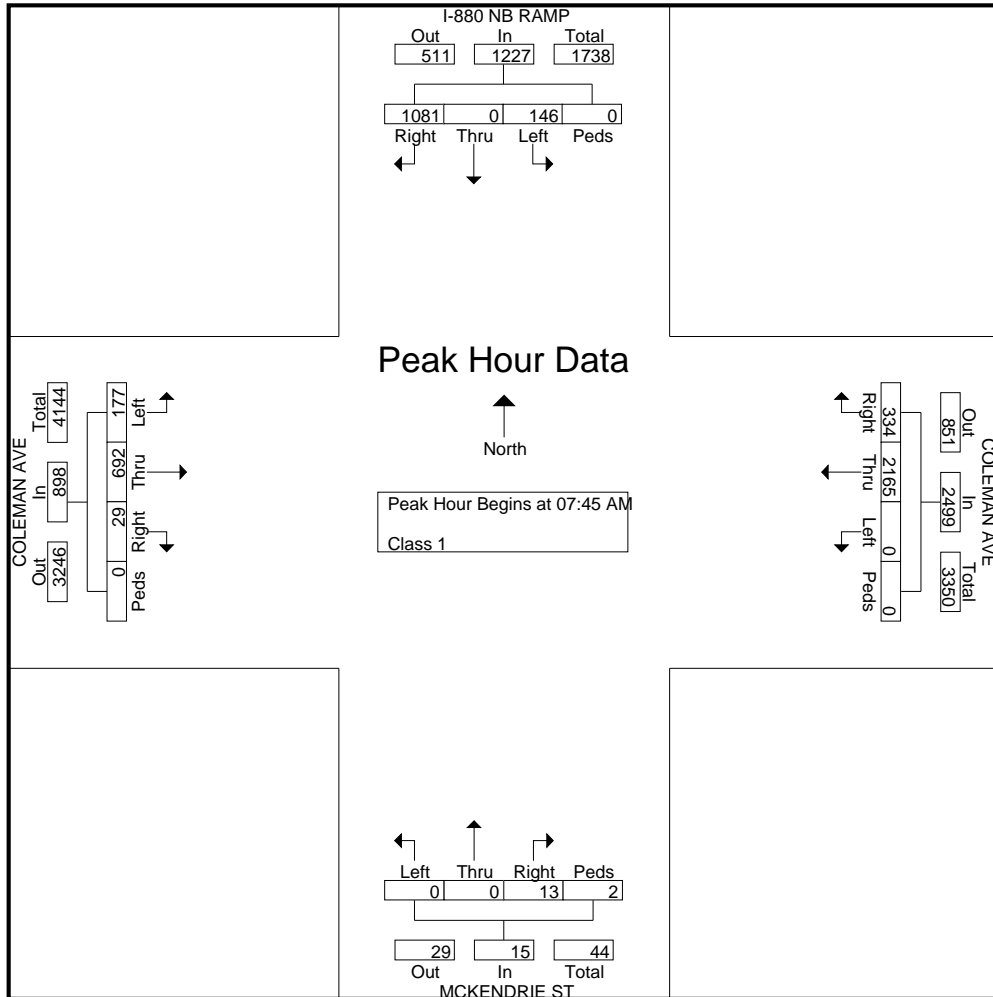 I-880 NB RAMP
Out In Total
511 1227 1738
1081 0 146 0
Right Thru Left Peds
Peak Hour Data
North
Peak Hour Begins at 07:45 AM
Class 1
COLEMAN AVE
Total In Out
4144 898 3246
177 692 29 0
Left Thru Right Peds
COLEMAN AVE
Out In Total
851 2499 3350
334 2165 0 0
Right Thru Left Peds
Left Thru Right Peds
0 0 13 2
29 15 44
Out In Total
MCKENDRIE ST